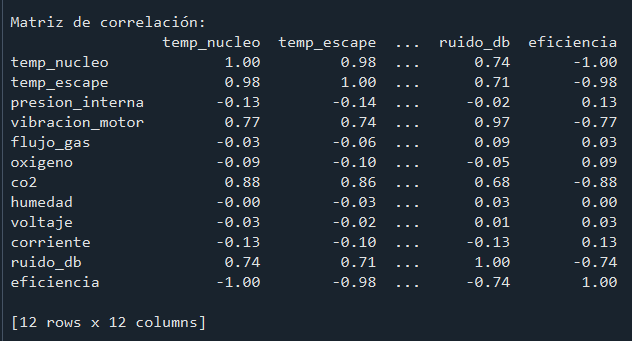 Matriz de correlación:
temp_nucleo temp_escape ... ruido_db eficiencia
temp_nucleo 1.00 0.98 ... 0.74 -1.00
temp_escape 0.98 1.00 ... 0.71 -0.98
presion_interna -0.13 -0.14 ... -0.02 0.13
vibracion_motor 0.77 0.74 ... 0.97 -0.77
flujo_gas -0.03 -0.06 ... 0.09 0.03
oxigeno -0.09 -0.10 ... -0.05 0.09
co2 0.88 0.86 ... 0.68 -0.88
humedad -0.00 -0.03 ... 0.03 0.00
voltaje -0.03 -0.02 ... 0.01 0.03
corriente -0.13 -0.10 ... -0.13 0.13
ruido_db 0.74 0.71 ... 1.00 -0.74
eficiencia -1.00 -0.98 ... -0.74 1.00
[12 rows x 12 columns]